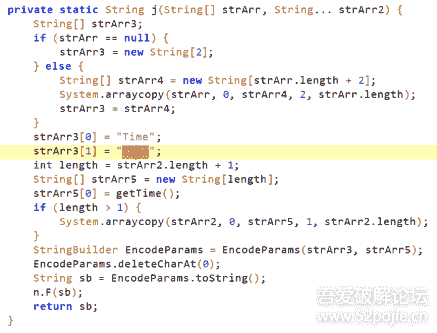 private static String j(String[] strArr, String... strArr2) {
String[] strArr3;
if (strArr == null) {
strArr3 = new String[2];
} else {
String[] strArr4 = new String[strArr.length + 2];
System.arraycopy(strArr, 0, strArr4, 2, strArr.length);
strArr3 = strArr4;
}
strArr3[0] = "Time";
strArr3[1] = "";
int length = strArr2.length + 1;
String[] strArr5 = new String[length];
strArr5[0] = getTime();
if (length > 1) {
System.arraycopy(strArr2, 0, strArr5, 1, strArr2.length);
}
StringBuilder EncodeParams = EncodeParams(strArr3, strArr5);
EncodeParams.deleteCharAt(0);
String sb = EncodeParams.toString();
n.F(sb);
return sb;
}
吾爱破解论坛
www.52pojie.cn